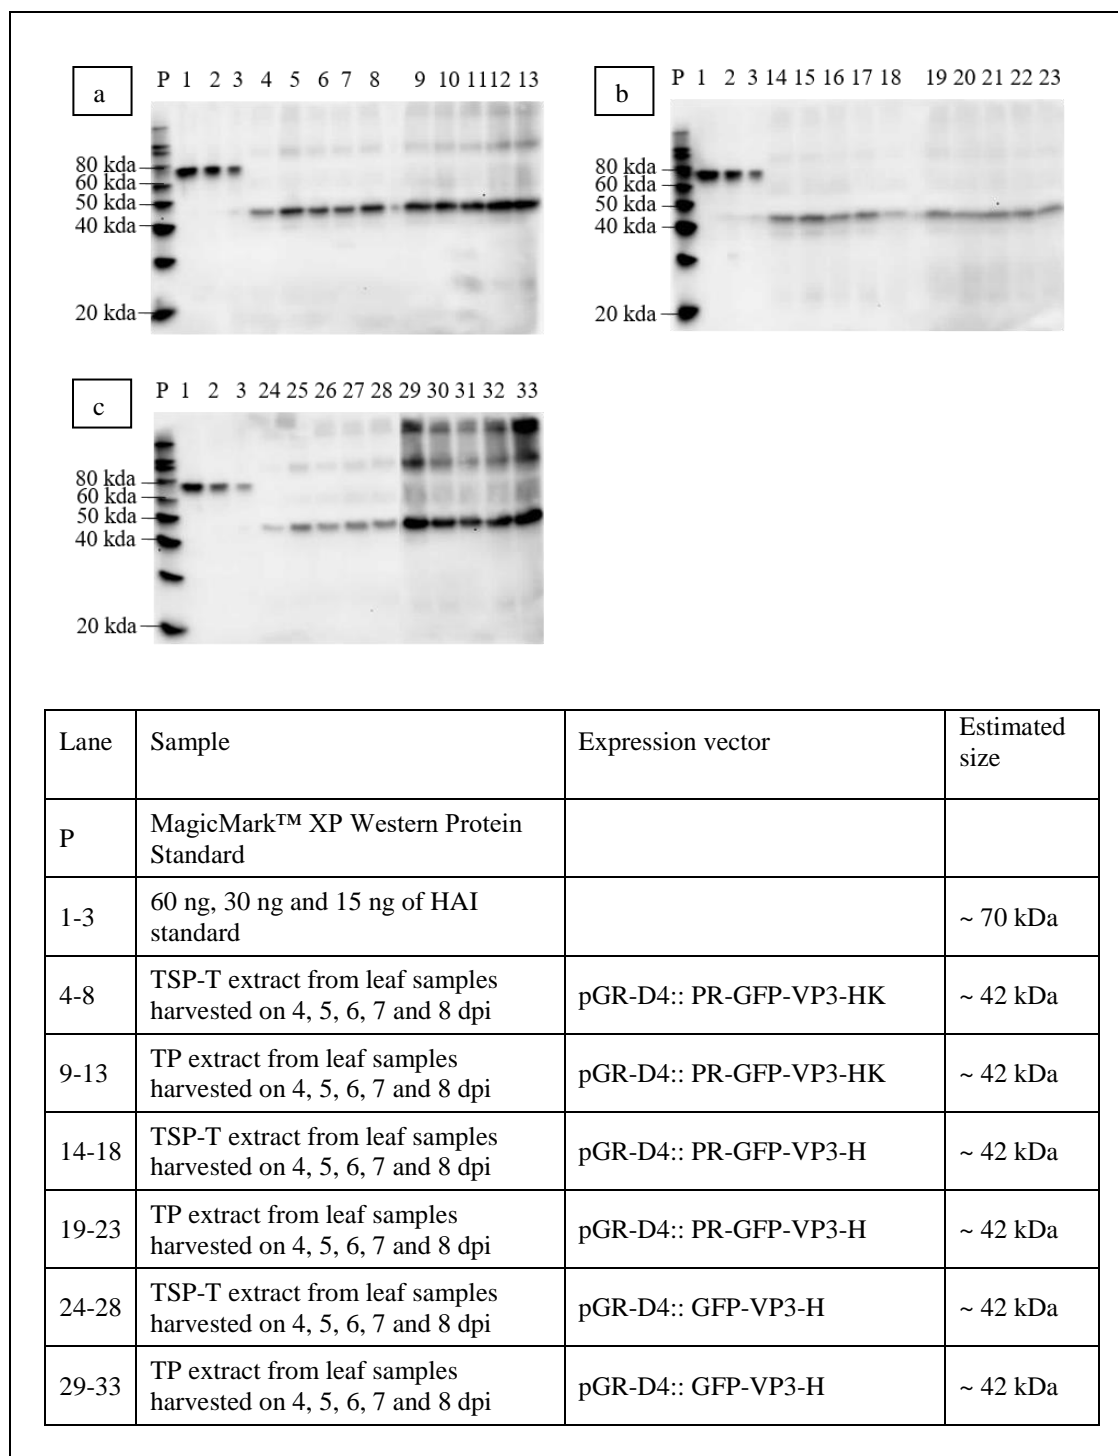 a
P 1 2 3 4 5 6 7 8 9 10 11 12 13
80 kda
60 kda
50 kda
40 kda
20 kda
b
P 1 2 3 14 15 16 17 18 19 20 21 22 23
80 kda
60 kda
50 kda
40 kda
20 kda
c
P 1 2 3 24 25 26 27 28 29 30 31 32 33
80 kda
60 kda
50 kda
40 kda
20 kda
Lane Sample Expression vector Estimated
size
P MagicMark™ XP Western Protein
Standard
1-3 60 ng, 30 ng and 15 ng of HAI
standard ~ 70 kDa
4-8 TSP-T extract from leaf samples
harvested on 4, 5, 6, 7 and 8 dpi pGR-D4:: PR-GFP-VP3-HK ~ 42 kDa
9-13 TP extract from leaf samples
harvested on 4, 5, 6, 7 and 8 dpi pGR-D4:: PR-GFP-VP3-HK ~ 42 kDa
14-18 TSP-T extract from leaf samples
harvested on 4, 5, 6, 7 and 8 dpi pGR-D4:: PR-GFP-VP3-H ~ 42 kDa
19-23 TP extract from leaf samples
harvested on 4, 5, 6, 7 and 8 dpi pGR-D4:: PR-GFP-VP3-H ~ 42 kDa
24-28 TSP-T extract from leaf samples
harvested on 4, 5, 6, 7 and 8 dpi pGR-D4:: GFP-VP3-H ~ 42 kDa
29-33 TP extract from leaf samples
harvested on 4, 5, 6, 7 and 8 dpi pGR-D4:: GFP-VP3-H ~ 42 kDa